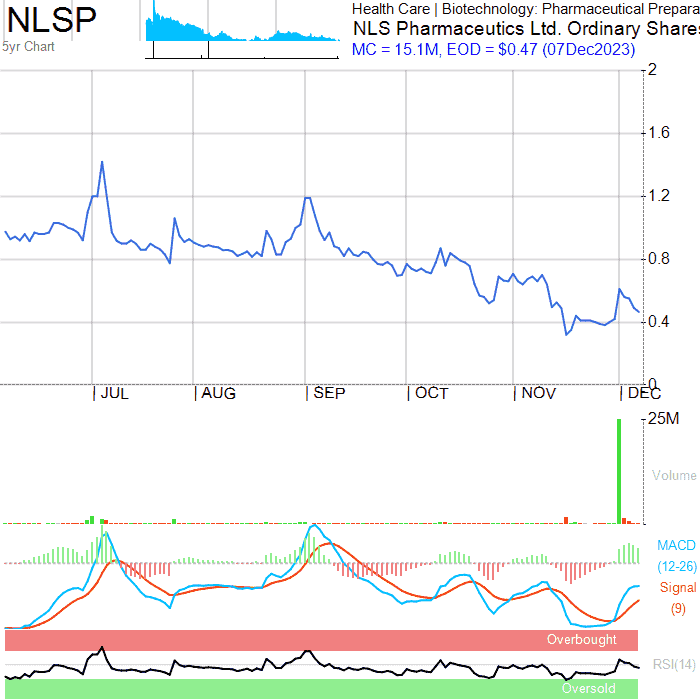 NLSP
5yr Chart
Health Care | Biotechnology: Pharmaceutical Prepara
NLS Pharmaceutics Ltd. Ordinary Shares
MC = 15.1M, EOD = $0.47 (07Dec2023)
2
1.6
1.2
0.8
0.4
0
JUL
AUG
SEP
OCT
NOV
DEC
25M
Volume
MACD
(12-26)
Signal
(9)
Overbought
RSI(14)
Oversold